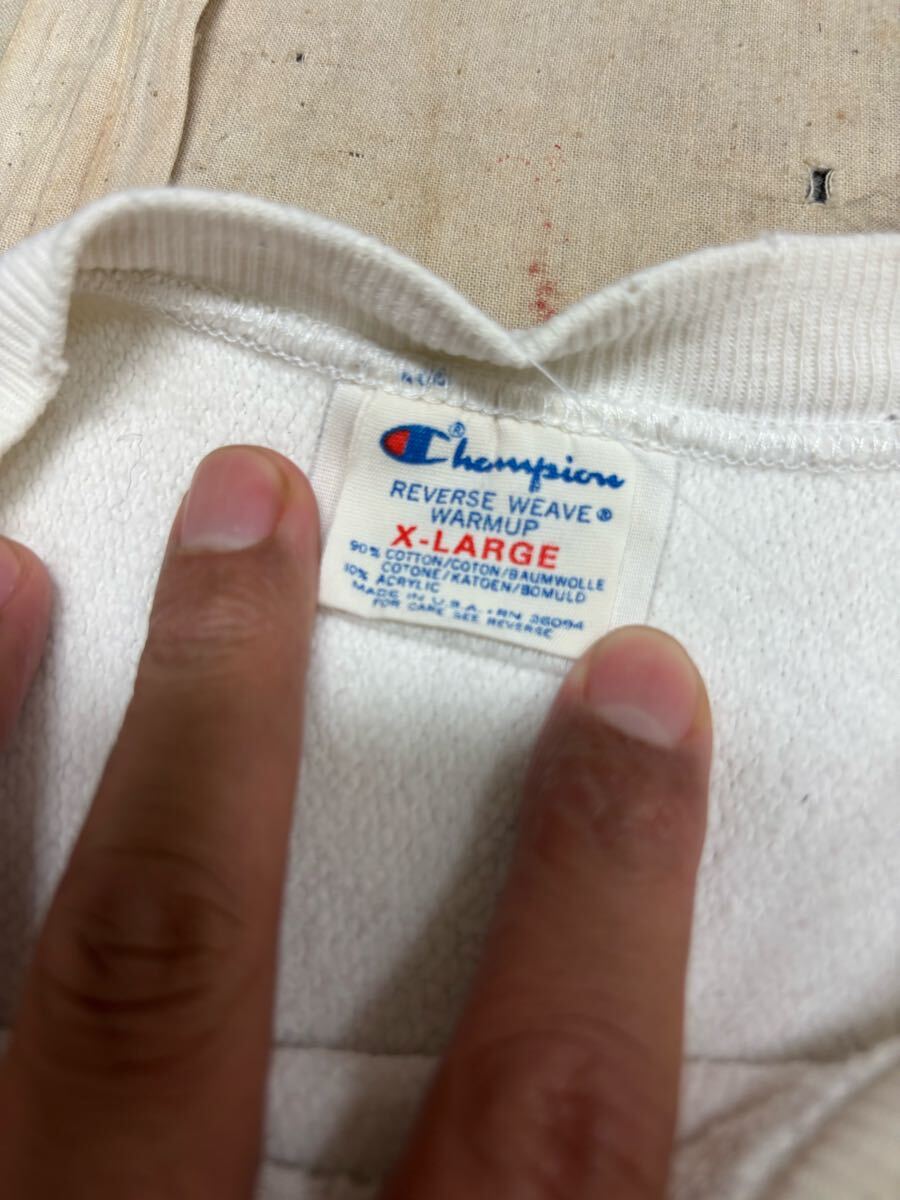 Champion®
REVERSE WEAVE®
WARMUP
X-LARGE
90% COTTON/COTON/BAUMWOLLE
COTONE/KATOEN/BOMULD
10% ACRYLIC
MADE IN U.S.A. · RN 26094
FOR CARE SEE REVERSE